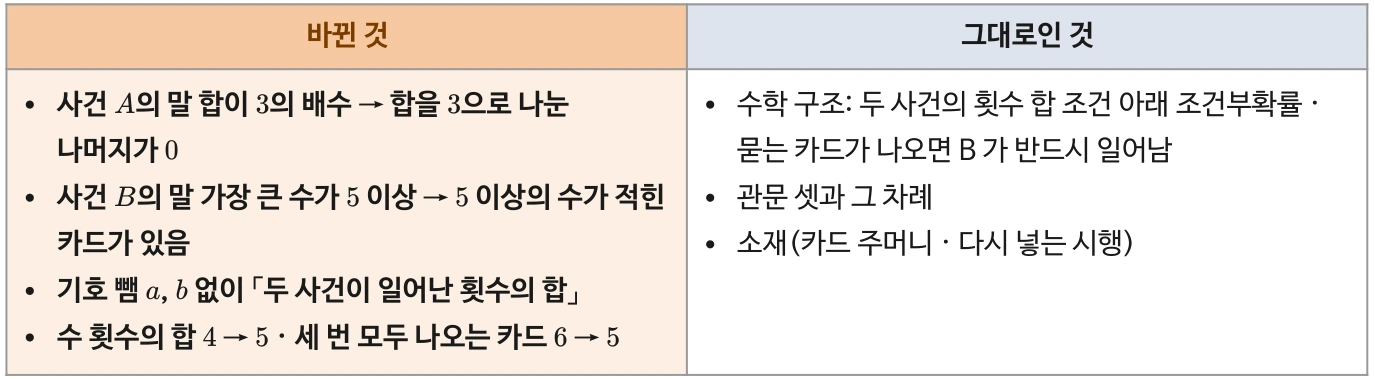 바뀐 것
그대로인 것
• 사건 A의 말 합이 3의 배수 → 합을 3으로 나눈
나머지가 0
• 사건 B의 말 가장 큰 수가 5 이상 → 5 이상의 수가 적힌
카드가 있음
• 기호 뺌 a, b 없이 「두 사건이 일어난 횟수의 합」
• 수 횟수의 합 4 → 5 · 세 번 모두 나오는 카드 6 → 5
• 수학 구조: 두 사건의 횟수 합 조건 아래 조건부확률 ·
묻는 카드가 나오면 B 가 반드시 일어남
• 관문 셋과 그 차례
• 소재(카드 주머니 · 다시 넣는 시행)